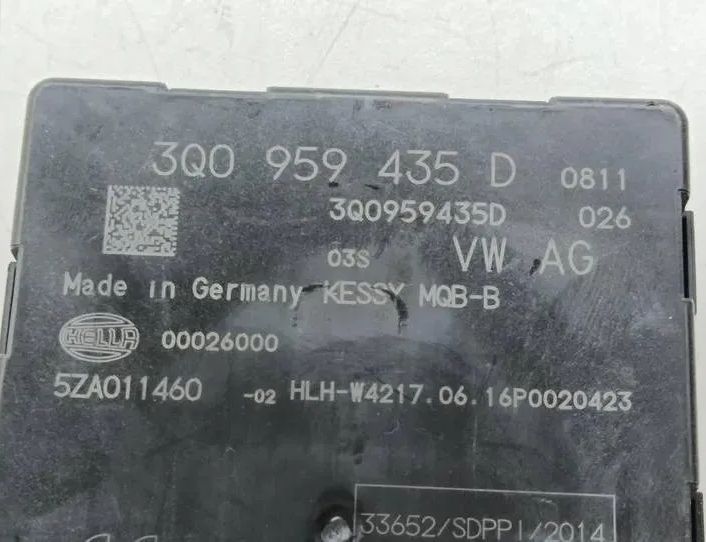 3Q0 959 435 D 0811
3Q0959435D 026
03S VW AG
Made in Germany KESSY MQB-B
HELLA 00026000
5ZA011460 -02 HLH-W4217.06.16P0020423
33652/SDPPI/2014